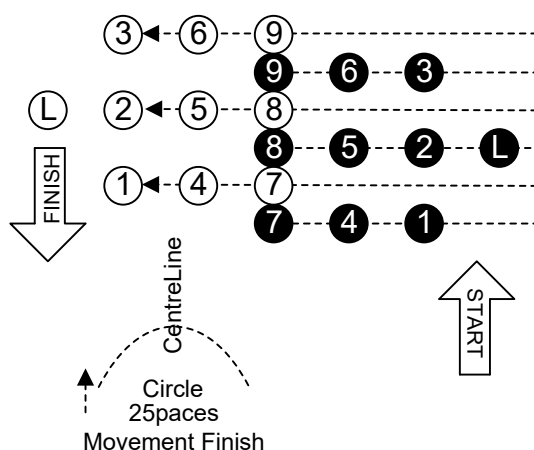 3 6 9
9 6 3
L 2 5 8
8 5 2 L
1 4 7
7 4 1
FINISH
START
CentreLine
Circle
25paces
Movement Finish